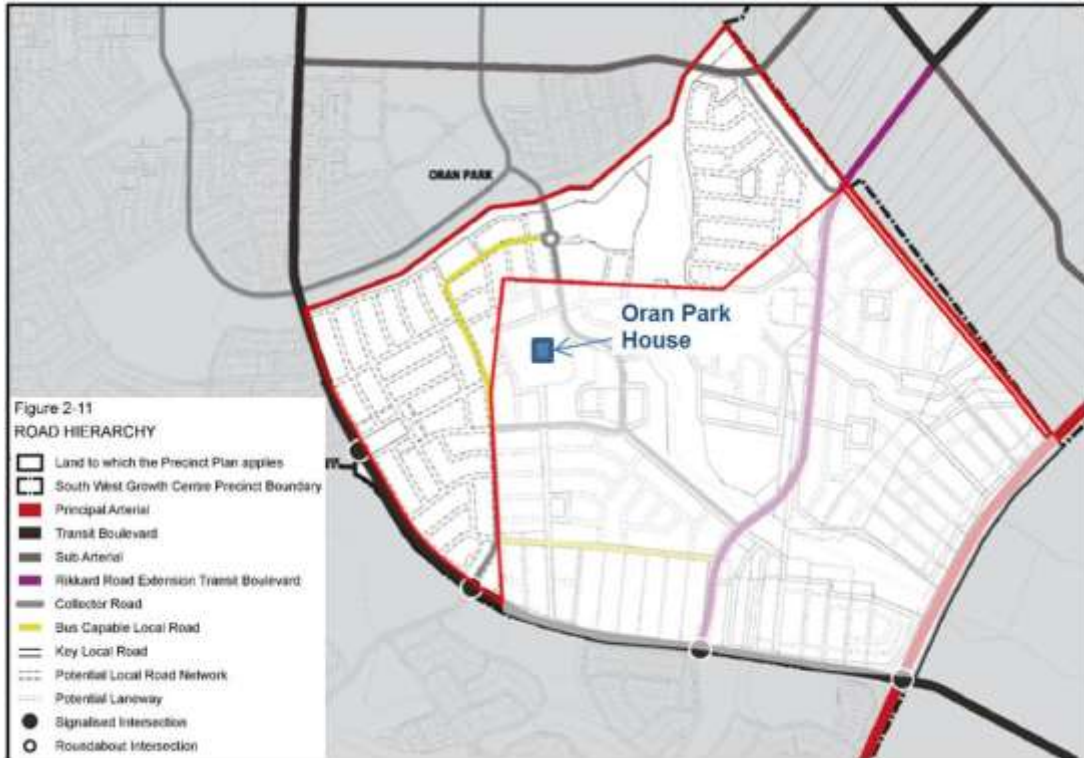 ORAN PARK
Oran Park
House
Figure 2-11
ROAD HIERARCHY
Land to which the Precinct Plan applies
South West Growth Centre Precinct Boundary
Principal Arterial
Transit Boulevard
Sub Arterial
Rikkard Road Extension Transit Boulevard
Collector Road
Bus Capable Local Road
Key Local Road
Potential Local Road Network
Potential Laneway
Signalised Intersection
Roundabout Intersection